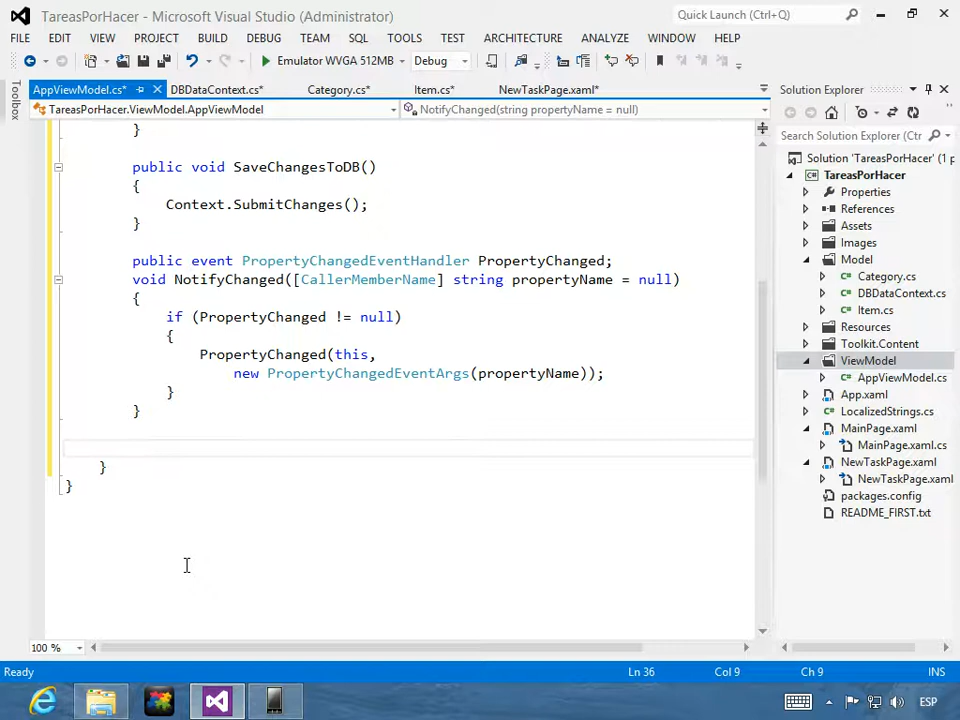 TareasPorHacer - Microsoft Visual Studio (Administrator)
Quick Launch (Ctrl+Q)
FILE EDIT VIEW PROJECT BUILD DEBUG TEAM SQL TOOLS TEST ARCHITECTURE ANALYZE WINDOW HELP
Emulator WVGA 512MB Debug
Toolbox
AppViewModel.cs* DBDataContext.cs* Category.cs* Item.cs* NewTaskPage.xaml*
TareasPorHacer.ViewModel.AppViewModel NotifyChanged(string propertyName = null)
}
public void SaveChangesToDB()
{
Context.SubmitChanges();
}
public event PropertyChangedEventHandler PropertyChanged;
void NotifyChanged([CallerMemberName] string propertyName = null)
{
if (PropertyChanged != null)
{
PropertyChanged(this,
new PropertyChangedEventArgs(propertyName));
}
}
}
}
100 %
Solution Explorer
Search Solution Explorer (Ctr
Solution 'TareasPorHacer' (1 p
TareasPorHacer
Properties
References
Assets
Images
Model
Category.cs
DBDataContext.cs
Item.cs
Resources
Toolkit.Content
ViewModel
AppViewModel.cs
App.xaml
LocalizedStrings.cs
MainPage.xaml
MainPage.xaml.cs
NewTaskPage.xaml
NewTaskPage.xaml
packages.config
README_FIRST.txt
Ready Ln 36 Col 9 Ch 9 INS
ESP